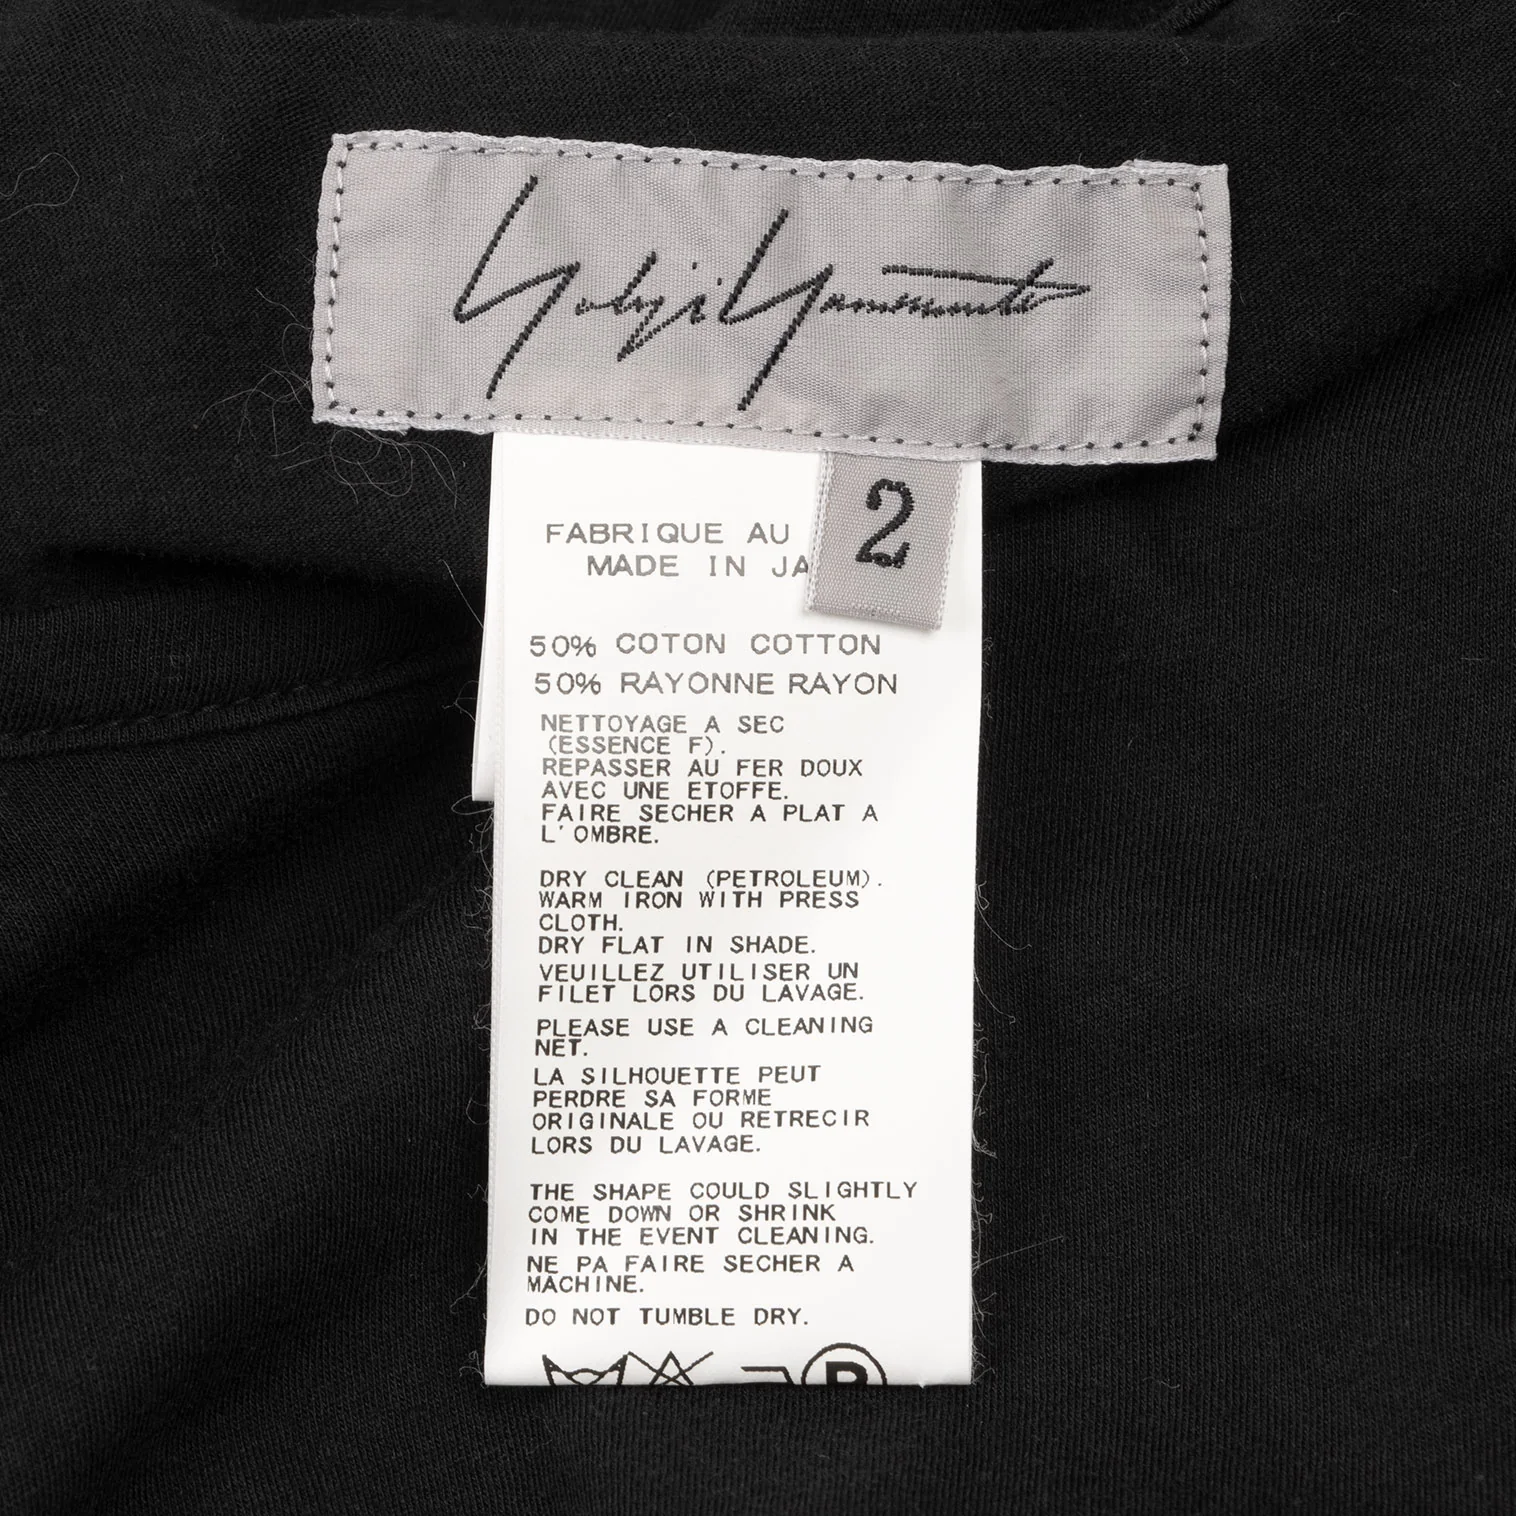 Yohji Yamamoto
2
FABRIQUE AU
MADE IN JA
50% COTON COTTON
50% RAYONNE RAYON
NETTOYAGE A SEC
(ESSENCE F).
REPASSER AU FER DOUX
AVEC UNE ETOFFE.
FAIRE SECHER A PLAT A
L'OMBRE.
DRY CLEAN (PETROLEUM).
WARM IRON WITH PRESS
CLOTH.
DRY FLAT IN SHADE.
VEUILLEZ UTILISER UN
FILET LORS DU LAVAGE.
PLEASE USE A CLEANING
NET.
LA SILHOUETTE PEUT
PERDRE SA FORME
ORIGINALE OU RETRECIR
LORS DU LAVAGE.
THE SHAPE COULD SLIGHTLY
COME DOWN OR SHRINK
IN THE EVENT CLEANING.
NE PA FAIRE SECHER A
MACHINE.
DO NOT TUMBLE DRY.